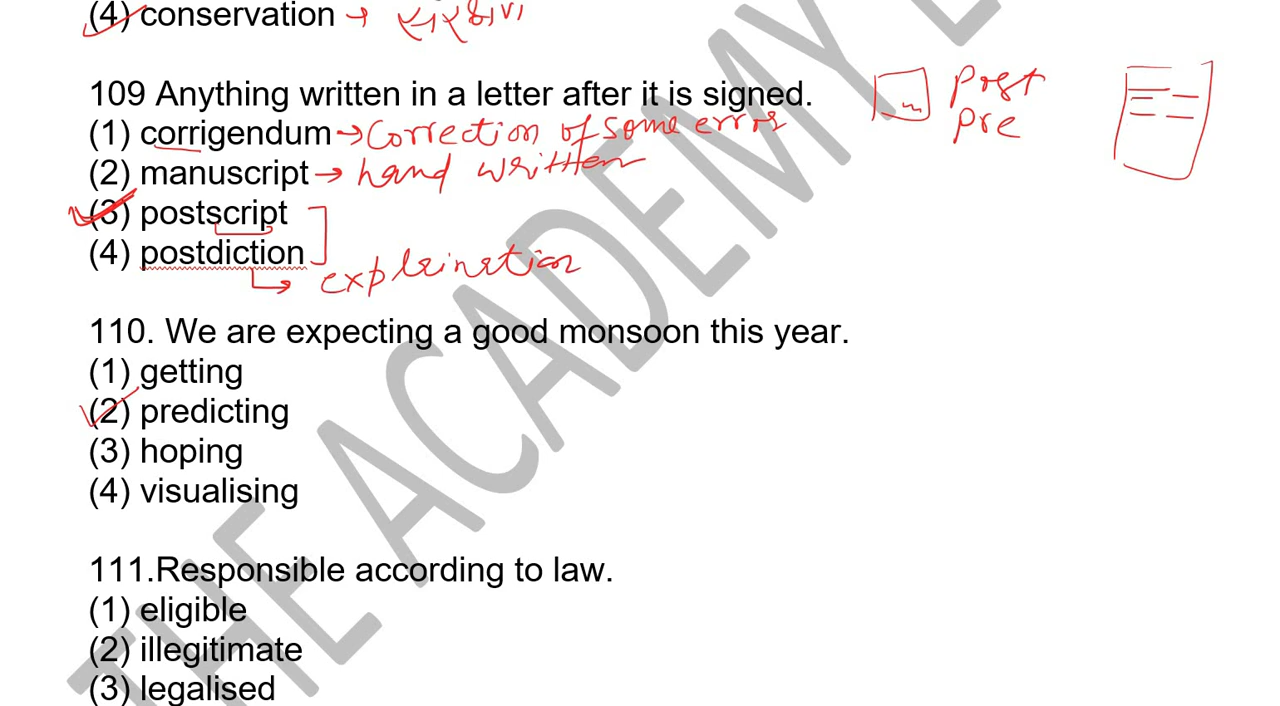 (4) conservation →
109 Anything written in a letter after it is signed.
post
pre
(1) corrigendum → Correction of some error
(2) manuscript → hand written
(3) postscript
(4) postdiction
expleinetion
110. We are expecting a good monsoon this year.
(1) getting
(2) predicting
(3) hoping
(4) visualising
111.Responsible according to law.
(1) eligible
(2) illegitimate
(3) legalised
THE ACADEMY